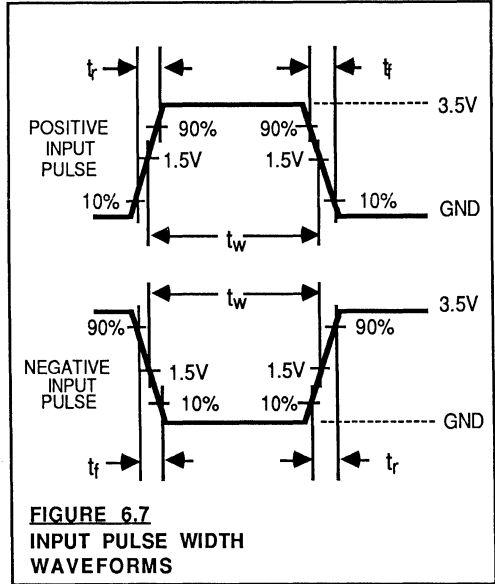 tr tf
3.5V
POSITIVE INPUT PULSE
90% 90%
1.5V 1.5V
10% 10%
GND
tw
tw
3.5V
90% 90%
NEGATIVE INPUT PULSE
1.5V 1.5V
10% 10%
GND
tf tr
FIGURE 6.7
INPUT PULSE WIDTH
WAVEFORMS